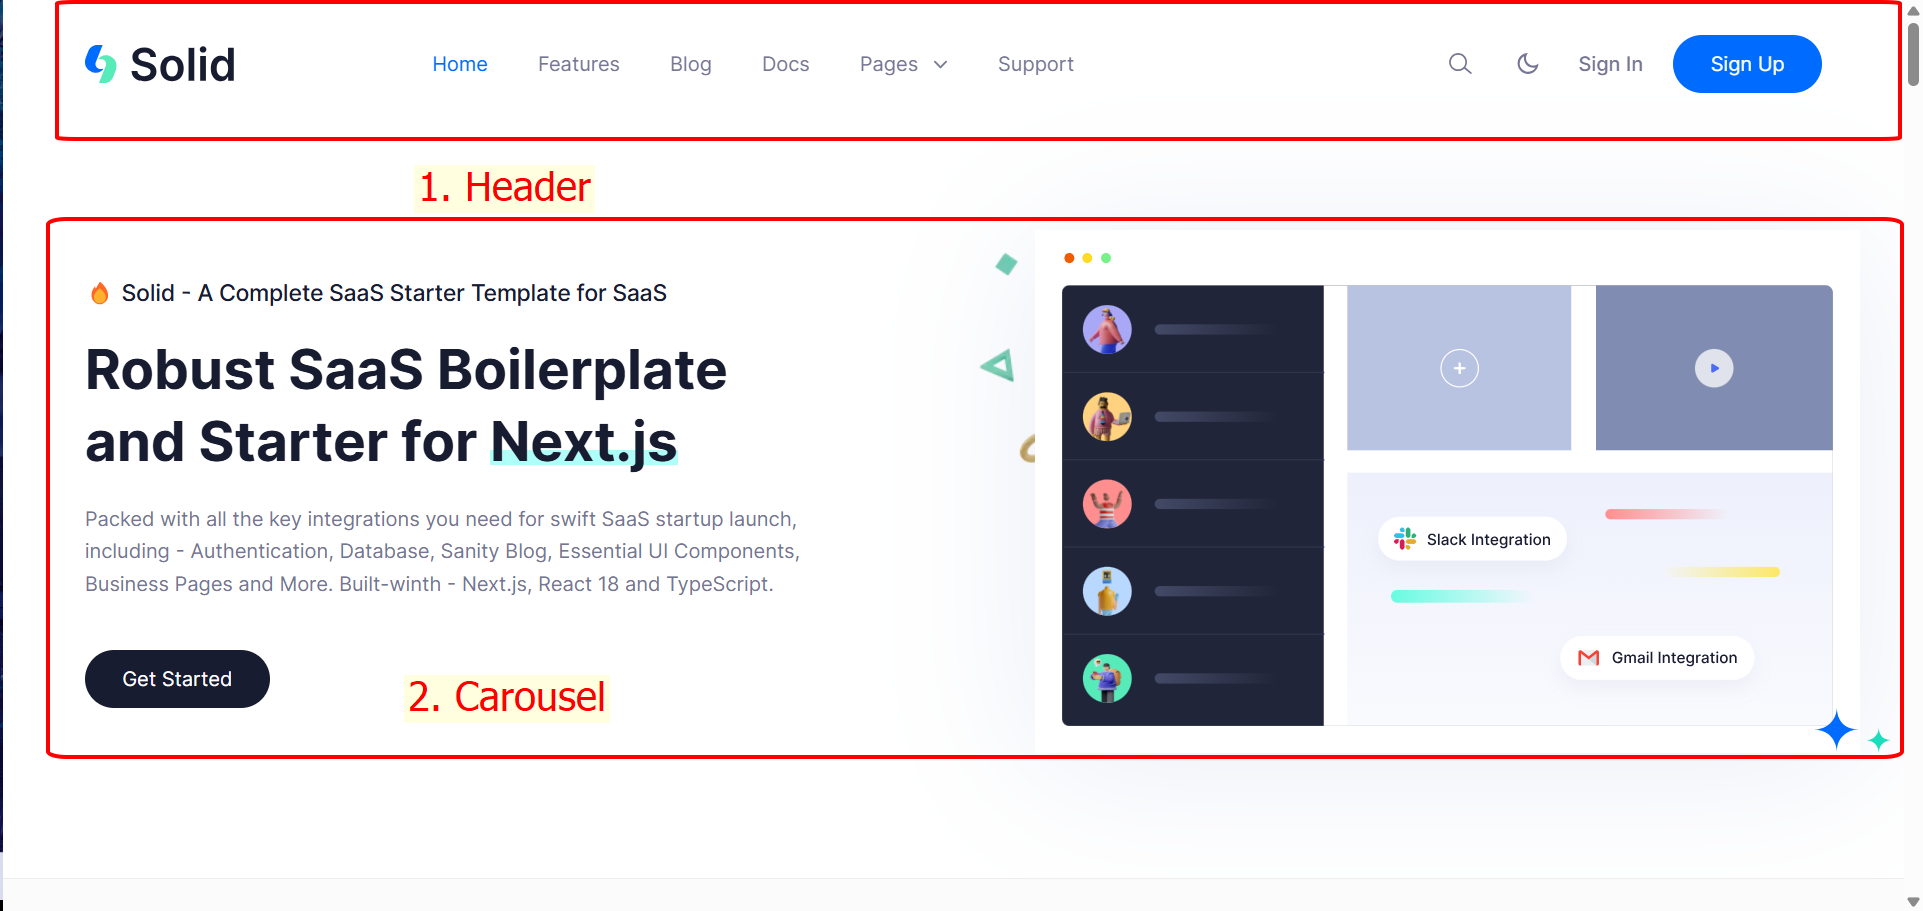 Solid
Home Features Blog Docs Pages Support
Sign In Sign Up
1. Header
Solid - A Complete SaaS Starter Template for SaaS
Robust SaaS Boilerplate
and Starter for Next.js
Packed with all the key integrations you need for swift SaaS startup launch,
including - Authentication, Database, Sanity Blog, Essential UI Components,
Business Pages and More. Built-winth - Next.js, React 18 and TypeScript.
Get Started
2. Carousel
Slack Integration
Gmail Integration